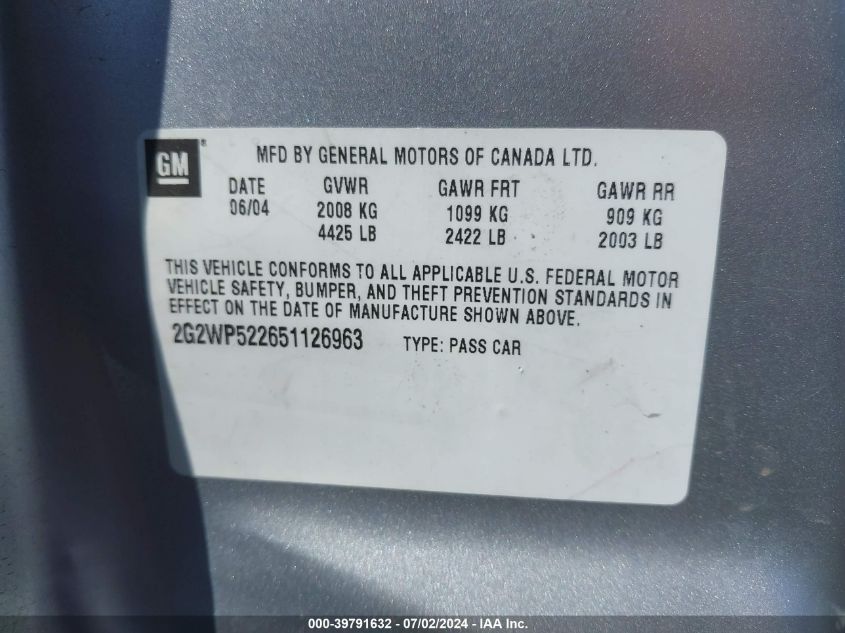 GM® MFD BY GENERAL MOTORS OF CANADA LTD.
DATE GVWR GAWR FRT GAWR RR
06/04 2008 KG 1099 KG 909 KG
4425 LB 2422 LB 2003 LB
THIS VEHICLE CONFORMS TO ALL APPLICABLE U.S. FEDERAL MOTOR
VEHICLE SAFETY, BUMPER, AND THEFT PREVENTION STANDARDS IN
EFFECT ON THE DATE OF MANUFACTURE SHOWN ABOVE.
2G2WP522651126963 TYPE: PASS CAR
000-39791632 - 07/02/2024 - IAA Inc.